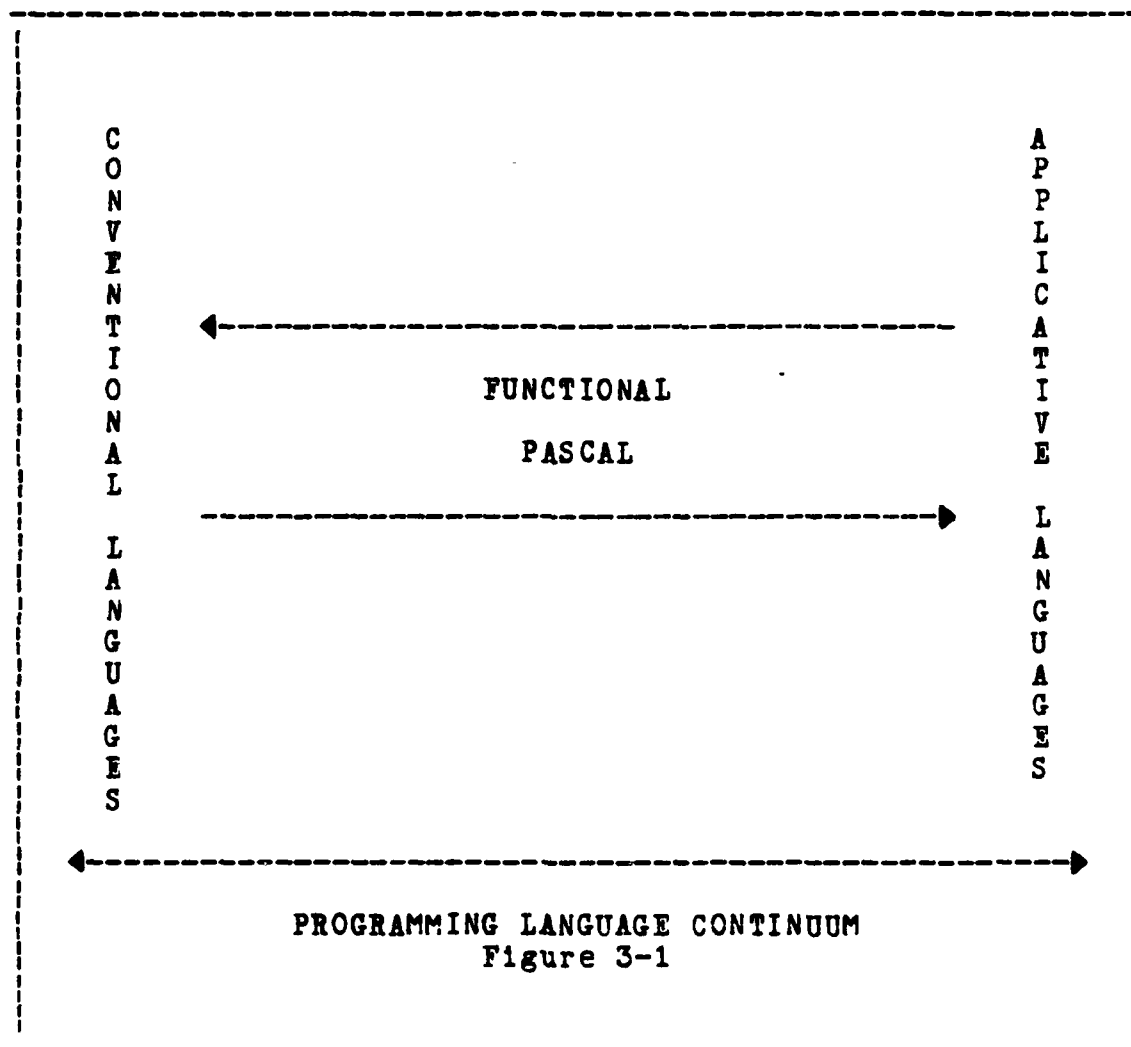 CONVENTIONAL LANGUAGES
FUNCTIONAL
PASCAL
APPLICATIVE LANGUAGES
PROGRAMMING LANGUAGE CONTINUUM
Figure 3-1